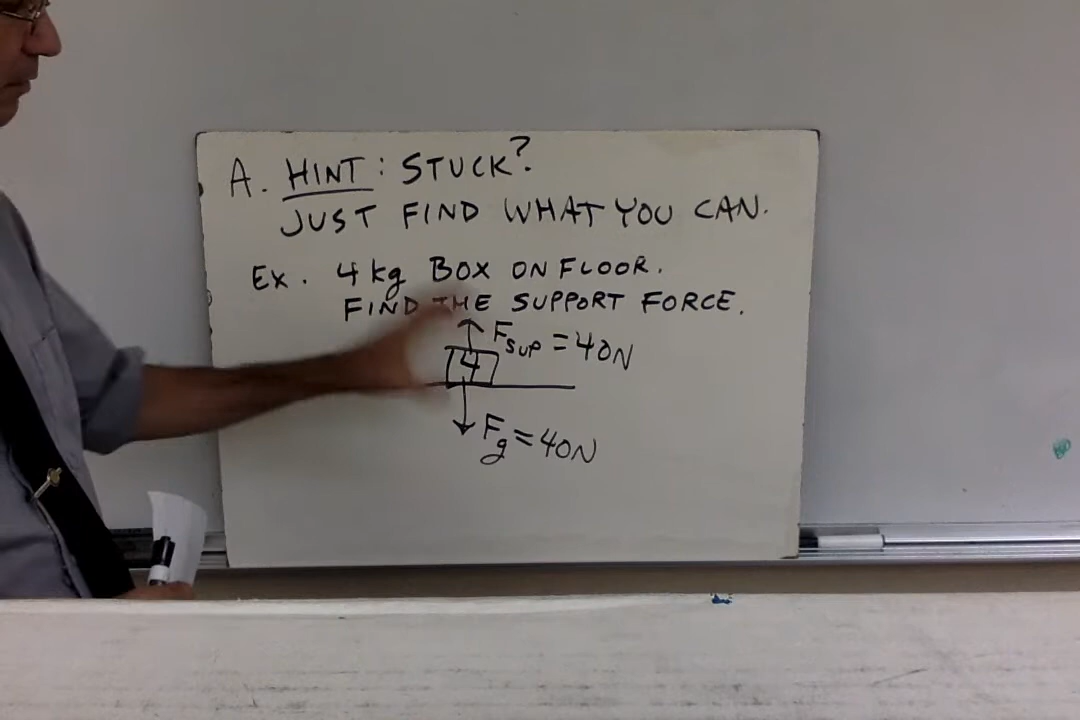 A. HINT: STUCK?
JUST FIND WHAT YOU CAN.
Ex. 4 kg BOX ON FLOOR.
FIND THE SUPPORT FORCE.
Fsup = 40N
4
Fg = 40N